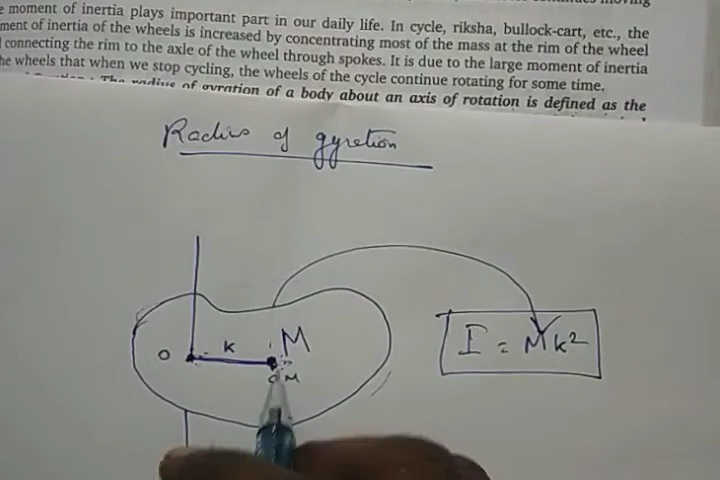 moment of inertia plays important part in our daily life. In cycle, riksha, bullock-cart, etc., the
ment of inertia of the wheels is increased by concentrating most of the mass at the rim of the wheel
connecting the rim to the axle of the wheel through spokes. It is due to the large moment of inertia
he wheels that when we stop cycling, the wheels of the cycle continue rotating for some time.
The radius of gyration of a body about an axis of rotation is defined as the
Radius of gyretion
O K M
M
I = MK²